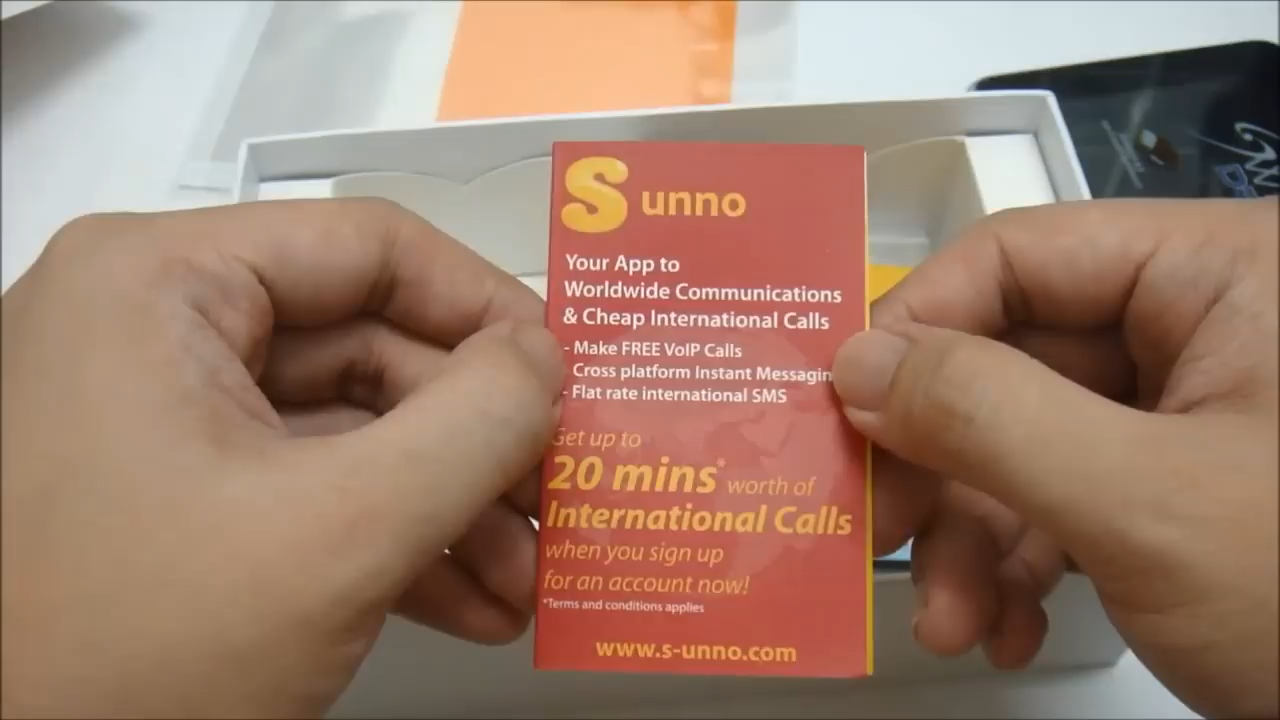 S unno
Your App to
Worldwide Communications
& Cheap International Calls
- Make FREE VoIP Calls
Cross platform Instant Messagin
- Flat rate international SMS
Get up to
20 mins* worth of
International Calls
when you sign up
for an account now!
*Terms and conditions applies
www.s-unno.com